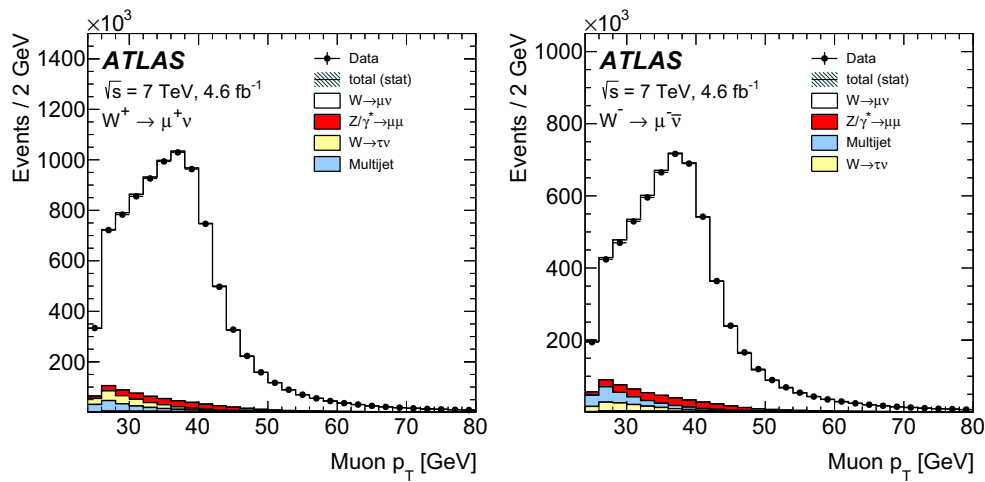 ×10³
Events / 2 GeV
1400
1200
1000
800
600
400
200
ATLAS
√s = 7 TeV, 4.6 fb⁻¹
W⁺ → μ⁺ν
Data
total (stat)
W→μν
Z/γ*→μμ
W→τν
Multijet
30 40 50 60 70 80
Muon p_T [GeV]
×10³
Events / 2 GeV
1000
800
600
400
200
ATLAS
√s = 7 TeV, 4.6 fb⁻¹
W⁻ → μ⁻ν̄
Data
total (stat)
W→μν
Z/γ*→μμ
Multijet
W→τν
30 40 50 60 70 80
Muon p_T [GeV]